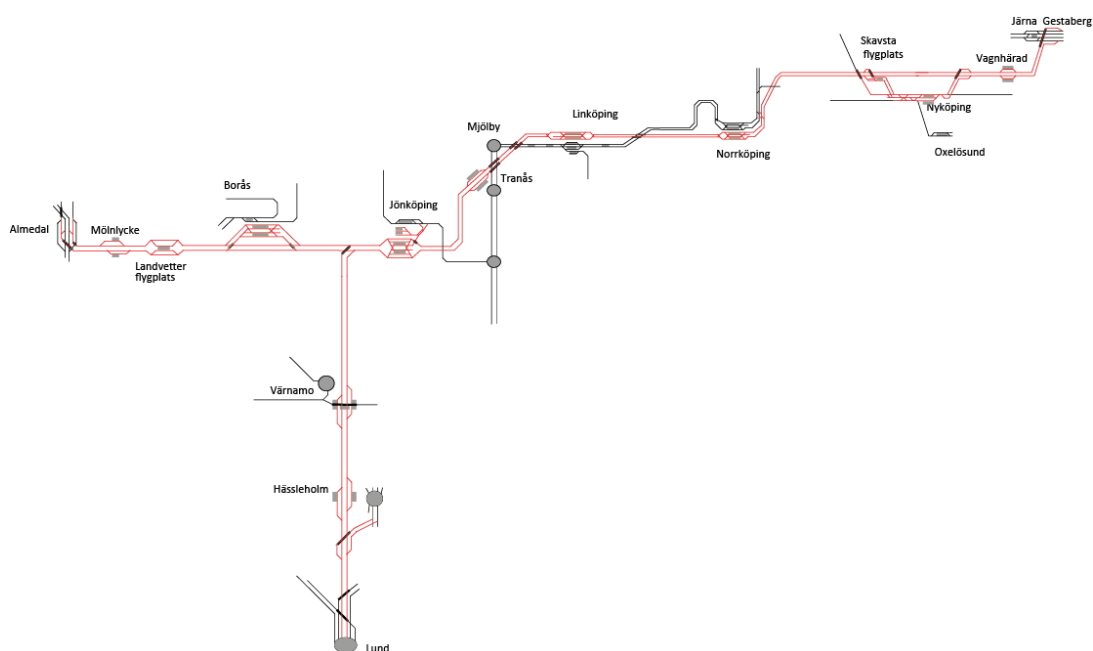 Järna Gestaberg
Skavsta
flygplats
Vagnhärad
Nyköping
Linköping
Mjölby
Norrköping
Oxelösund
Tranås
Borås
Jönköping
Almedal
Mölnlycke
Landvetter
flygplats
Värnamo
Hässleholm
Lund